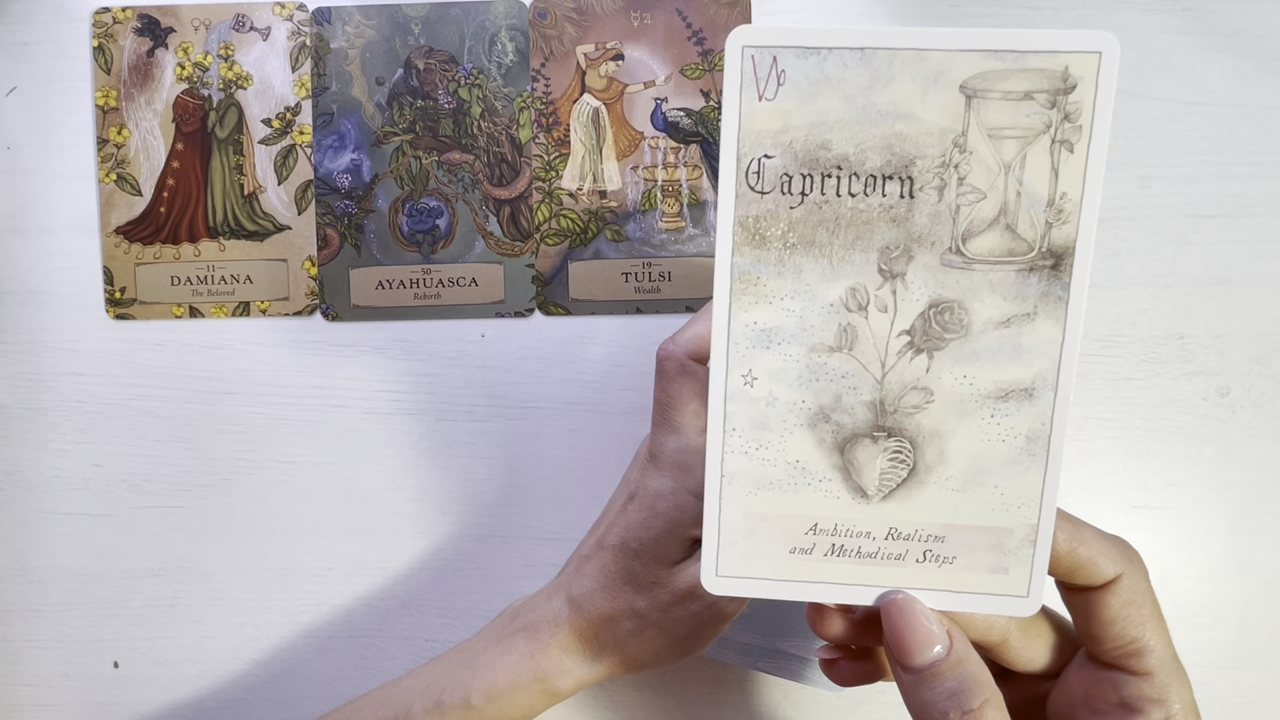 —11—
DAMIANA
The Beloved
—50—
AYAHUASCA
Rebirth
—19—
TULSI
Wealth
Capricorn
Ambition, Realism
and Methodical Steps